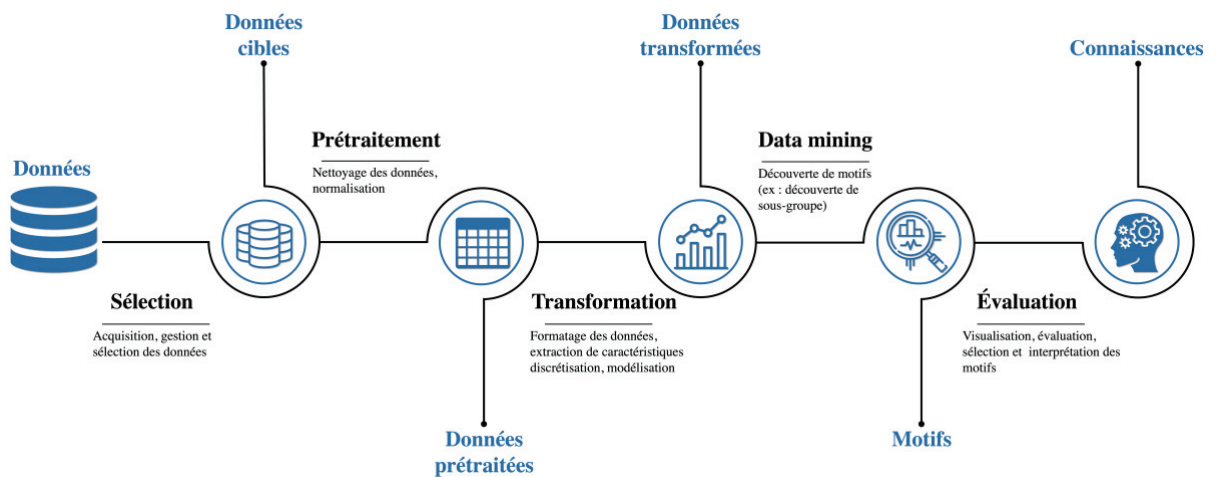 Données
Sélection
Acquisition, gestion et
sélection des données
Données
cibles
Prétraitement
Nettoyage des données,
normalisation
Données
prétraitées
Transformation
Formatage des données,
extraction de caractéristiques
discrétisation, modélisation
Données
transformées
Data mining
Découverte de motifs
(ex : découverte de
sous-groupe)
Motifs
Évaluation
Visualisation, évaluation,
sélection et interprétation des
motifs
Connaissances